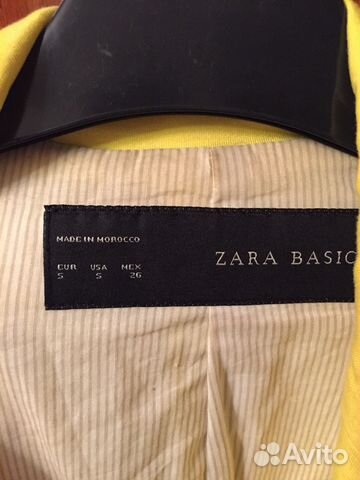 MADE IN MOROCCO
EUR USA MEX
S S 26
ZARA BASIC
Avito